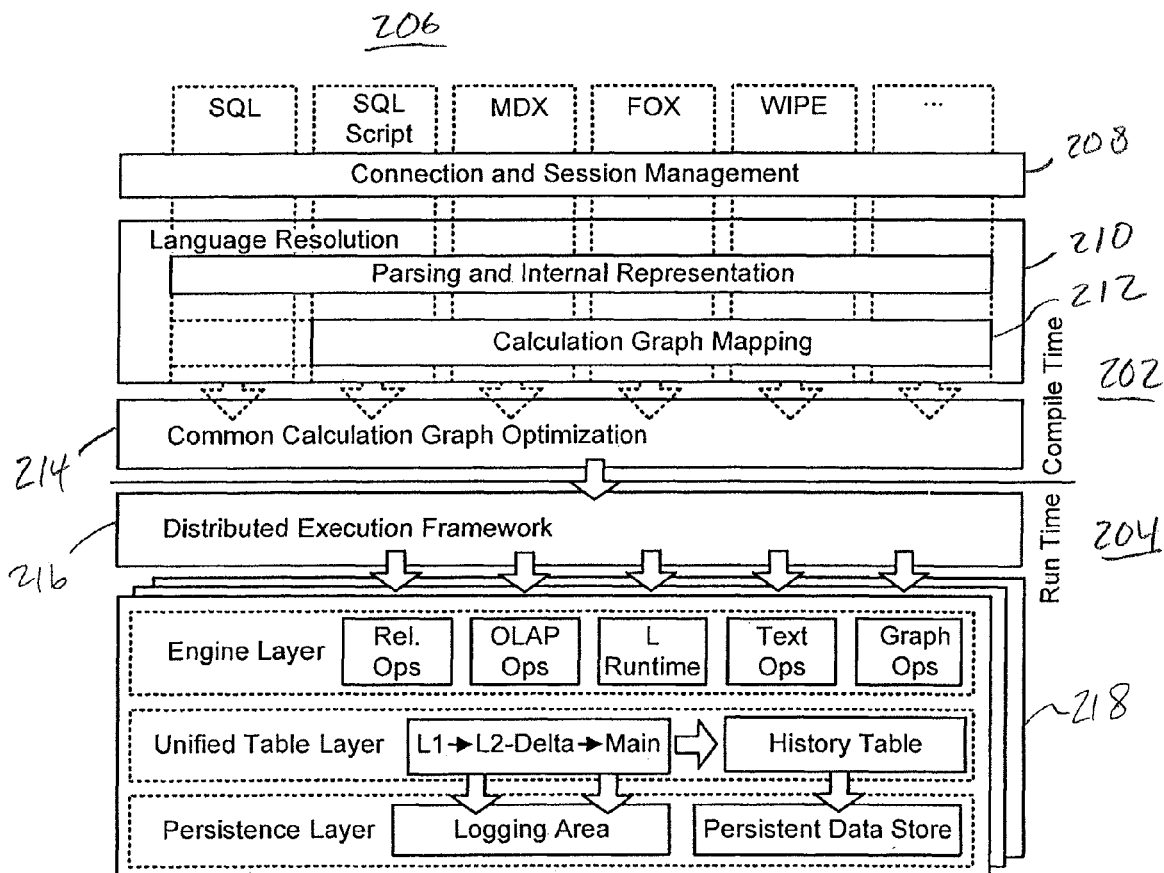 206
SQL
SQL
Script
MDX
FOX
WIPE
...
208
Connection and Session Management
Language Resolution
210
Parsing and Internal Representation
212
Calculation Graph Mapping
Compile Time
202
Common Calculation Graph Optimization
214
Distributed Execution Framework
216
Run Time
204
Engine Layer
Rel.
Ops
OLAP
Ops
L
Runtime
Text
Ops
Graph
Ops
218
Unified Table Layer
L1→L2-Delta→Main
History Table
Persistence Layer
Logging Area
Persistent Data Store